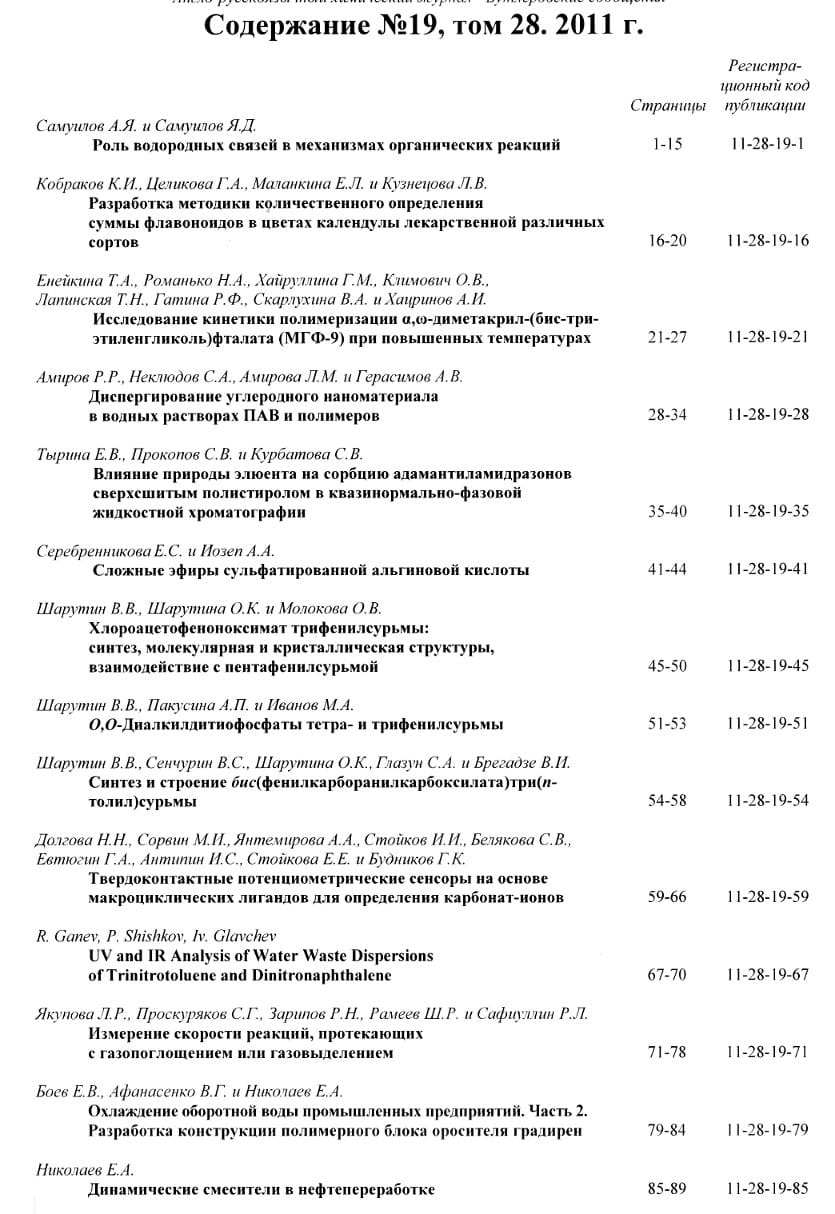 Содержание №19, том 28. 2011 г.
Регистра-
ционный код
Страницы публикации
Самуилов А.Я. и Самуилов Я.Д.
Роль водородных связей в механизмах органических реакций 1-15 11-28-19-1
Кобраков К.И., Целикова Г.А., Маланкина Е.Л. и Кузнецова Л.В.
Разработка методики количественного определения
суммы флавоноидов в цветах календулы лекарственной различных
сортов 16-20 11-28-19-16
Енейкина Т.А., Романько Н.А., Хайруллина Г.М., Климович О.В.,
Лапинская Т.Н., Гатина Р.Ф., Скарлухина В.А. и Хацринов А.И.
Исследование кинетики полимеризации α,ω-диметакрил-(бис-три-
этиленгликоль)фталата (МГФ-9) при повышенных температурах 21-27 11-28-19-21
Амиров Р.Р., Неклюдов С.А., Амирова Л.М. и Герасимов А.В.
Диспергирование углеродного наноматериала
в водных растворах ПАВ и полимеров 28-34 11-28-19-28
Тырина Е.В., Прокопов С.В. и Курбатова С.В.
Влияние природы элюента на сорбцию адамантиламидразонов
сверхсшитым полистиролом в квазинормально-фазовой
жидкостной хроматографии 35-40 11-28-19-35
Серебренникова Е.С. и Иозеп А.А.
Сложные эфиры сульфатированной альгиновой кислоты 41-44 11-28-19-41
Шарутин В.В., Шарутина О.К. и Молокова О.В.
Хлороацетофеноноксимат трифенилсурьмы:
синтез, молекулярная и кристаллическая структуры,
взаимодействие с пентафенилсурьмой 45-50 11-28-19-45
Шарутин В.В., Пакусина А.П. и Иванов М.А.
О,О-Диалкилдитиофосфаты тетра- и трифенилсурьмы 51-53 11-28-19-51
Шарутин В.В., Сенчурин В.С., Шарутина О.К., Глазун С.А. и Брегадзе В.И.
Синтез и строение бис(фенилкарборанилкарбоксилата)три(п-
толил)сурьмы 54-58 11-28-19-54
Долгова Н.Н., Сорвин М.И., Янтемирова А.А., Стойков И.И., Белякова С.В.,
Евтюгин Г.А., Антипин И.С., Стойкова Е.Е. и Будников Г.К.
Твердоконтактные потенциометрические сенсоры на основе
макроциклических лигандов для определения карбонат-ионов 59-66 11-28-19-59
R. Ganev, P. Shishkov, Iv. Glavchev
UV and IR Analysis of Water Waste Dispersions
of Trinitrotoluene and Dinitronaphthalene 67-70 11-28-19-67
Якупова Л.Р., Проскуряков С.Г., Зарипов Р.Н., Рамеев Ш.Р. и Сафиуллин Р.Л.
Измерение скорости реакций, протекающих
с газопоглощением или газовыделением 71-78 11-28-19-71
Боев Е.В., Афанасенко В.Г. и Николаев Е.А.
Охлаждение оборотной воды промышленных предприятий. Часть 2.
Разработка конструкции полимерного блока оросителя градирен 79-84 11-28-19-79
Николаев Е.А.
Динамические смесители в нефтепереработке 85-89 11-28-19-85